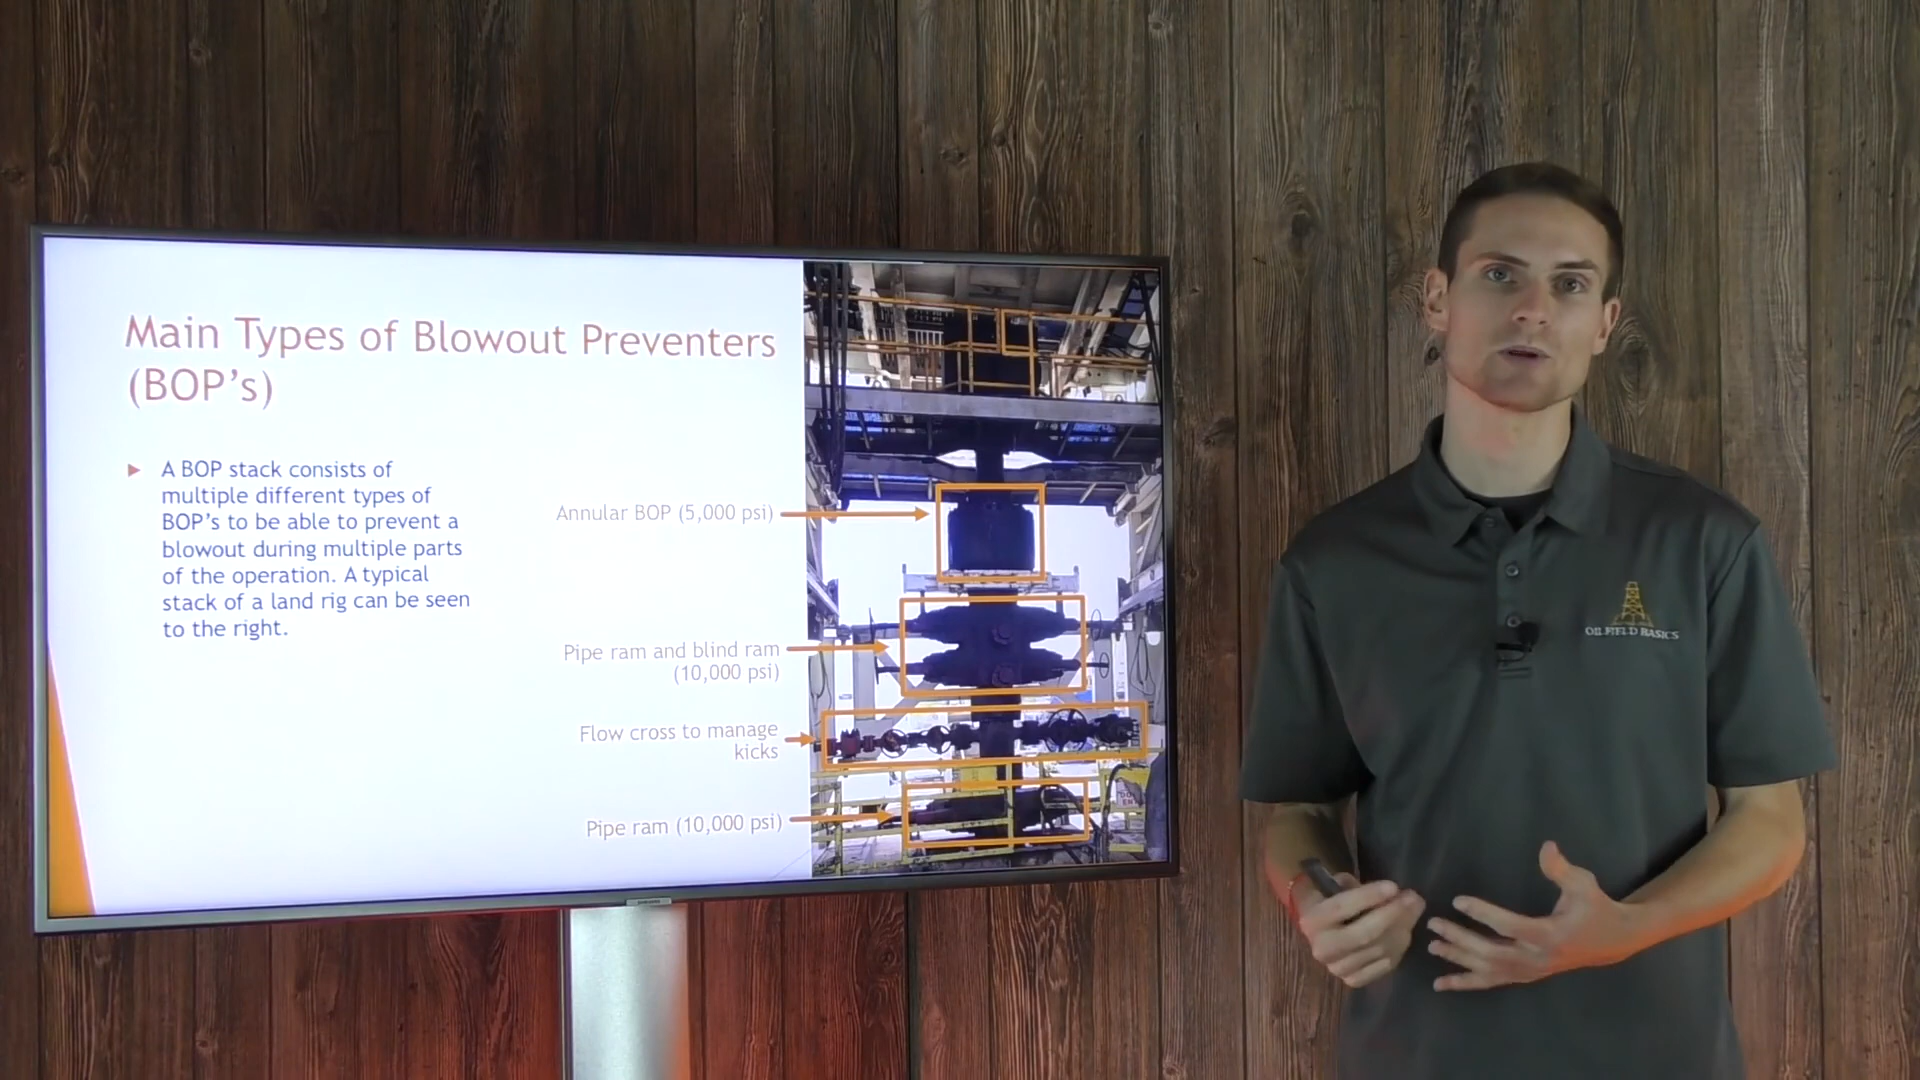 Main Types of Blowout Preventers
(BOP's)
► A BOP stack consists of
multiple different types of
BOP's to be able to prevent a
blowout during multiple parts
of the operation. A typical
stack of a land rig can be seen
to the right.
Annular BOP (5,000 psi)
Pipe ram and blind ram
(10,000 psi)
Flow cross to manage
kicks
Pipe ram (10,000 psi)
SAMSUNG
OILFIELD BASICS